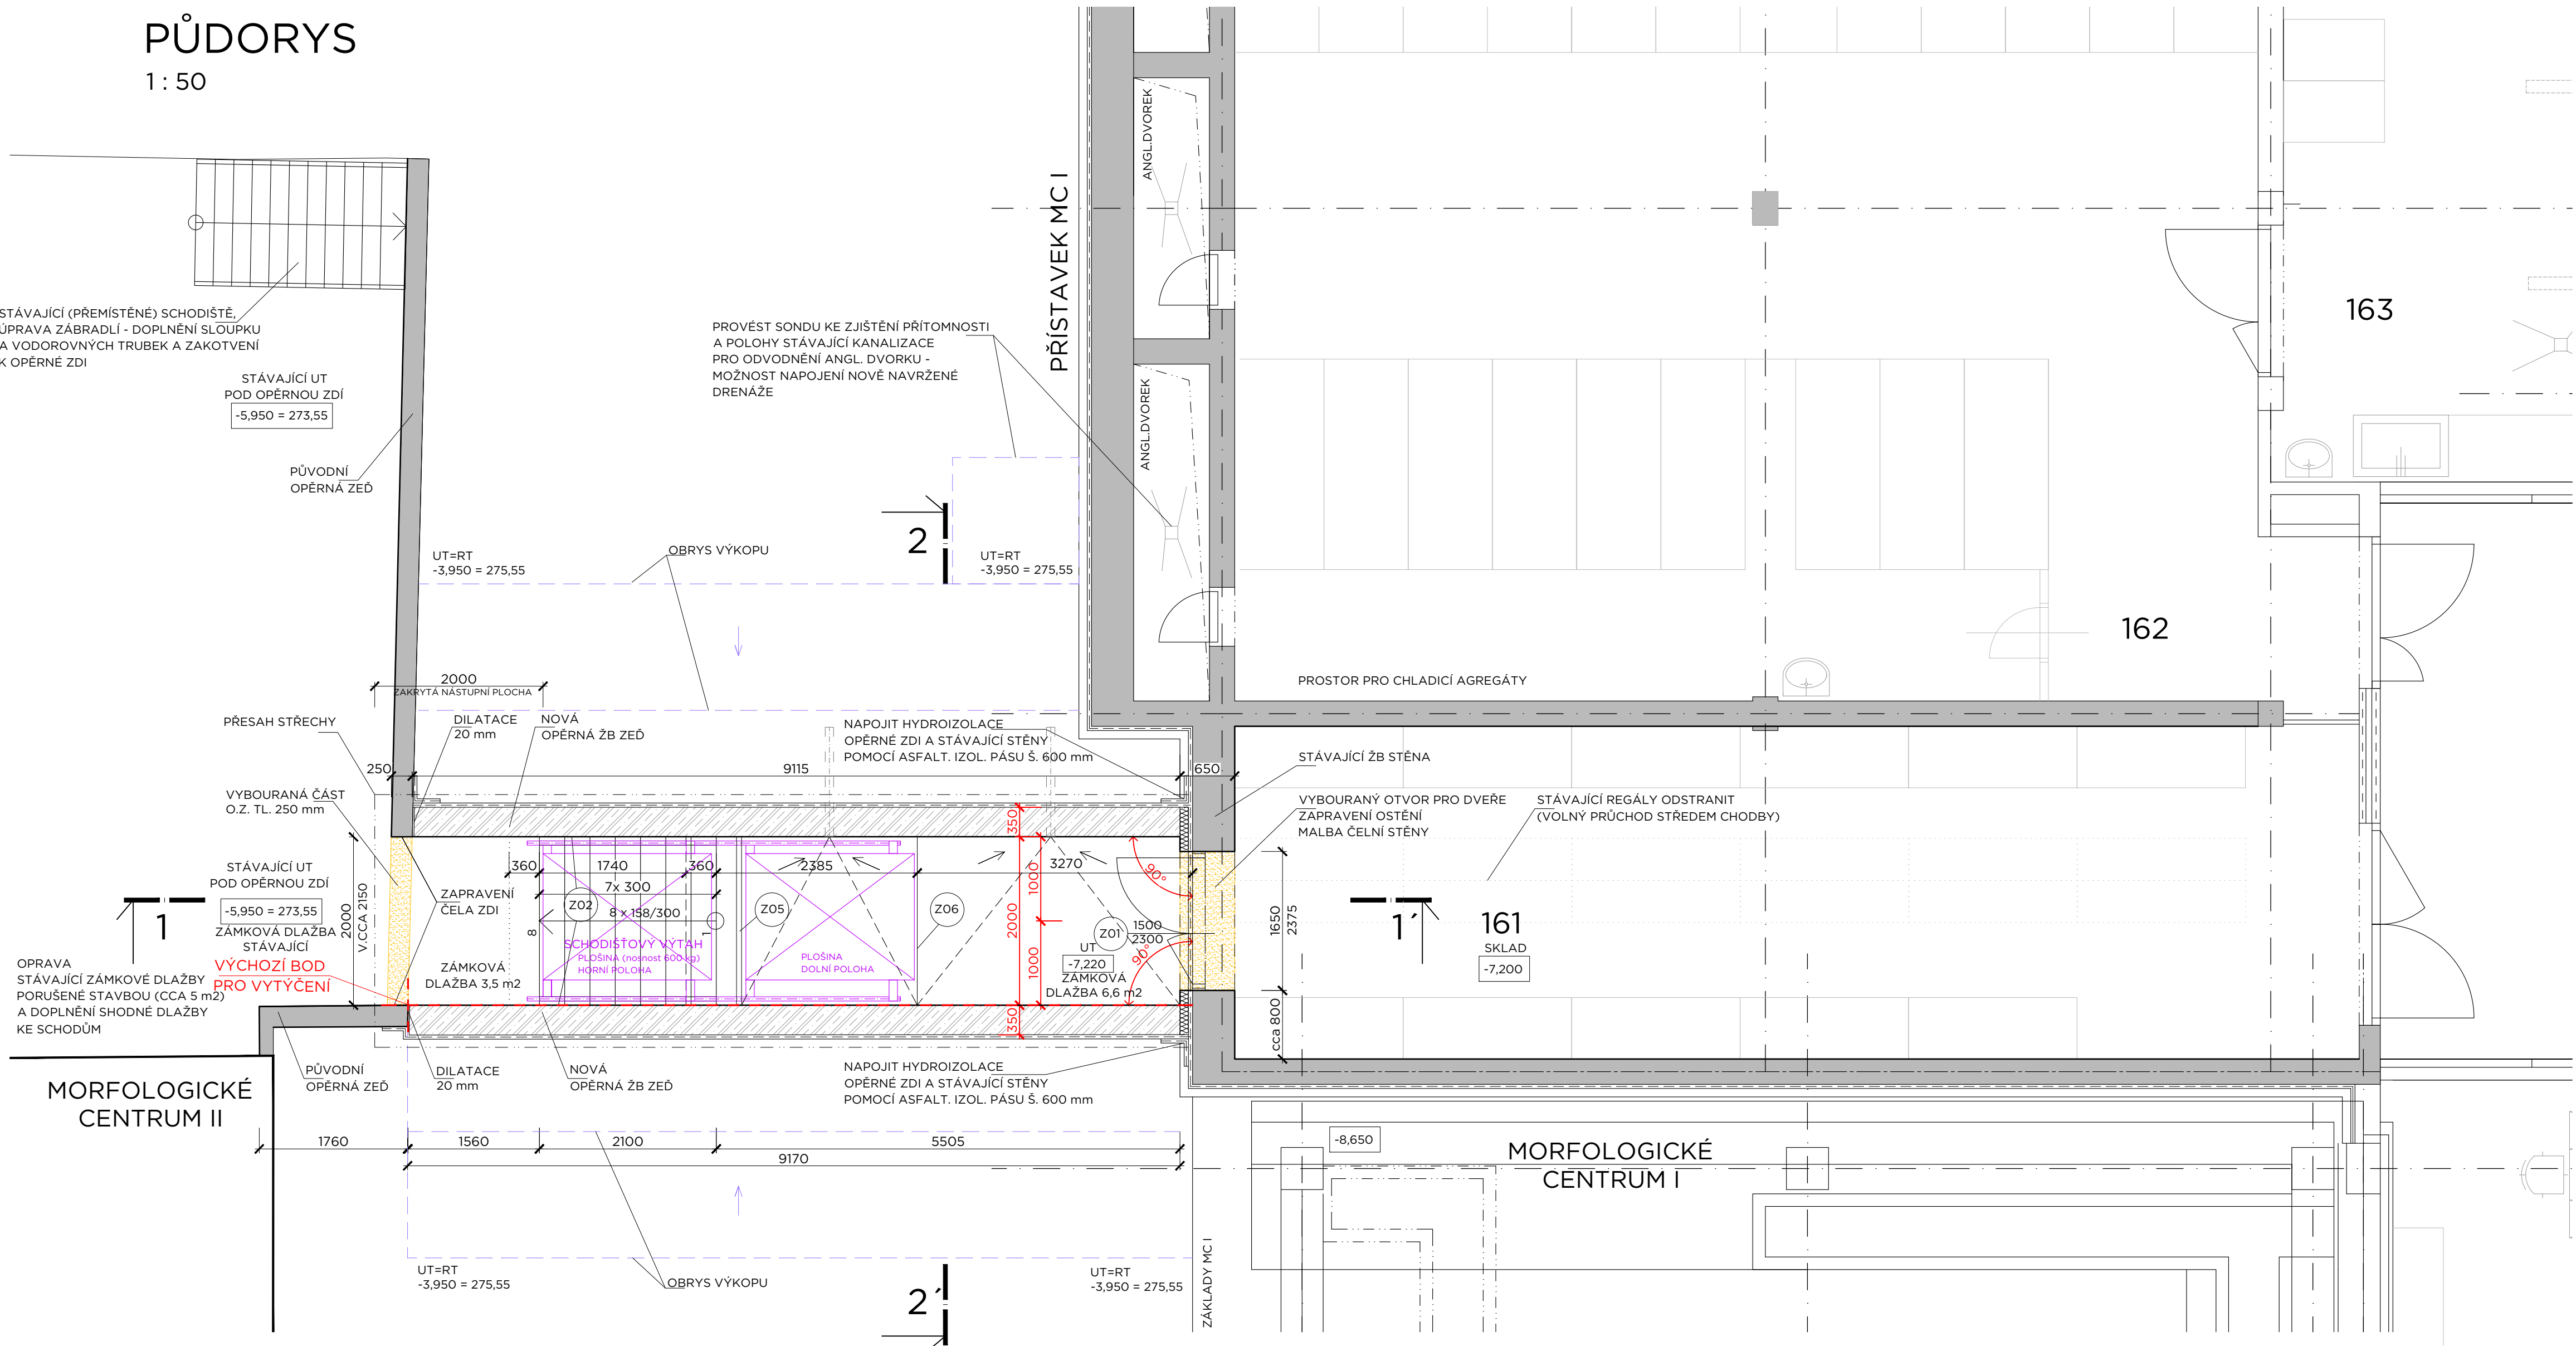 PŮDORYS
1 : 50
STÁVAJÍCÍ (PŘEMÍSTĚNÉ) SCHODIŠTĚ,
ÚPRAVA ZÁBRADLÍ - DOPLNĚNÍ SLOUPKU
A VODOROVNÝCH TRUBEK A ZAKOTVENÍ
K OPĚRNÉ ZDI
STÁVAJÍCÍ UT
POD OPĚRNOU ZDÍ
-5,950 = 273,55
PŮVODNÍ
OPĚRNÁ ZEĎ
PROVÉST SONDU KE ZJIŠTĚNÍ PŘÍTOMNOSTI
A POLOHY STÁVAJÍCÍ KANALIZACE
PRO ODVODNĚNÍ ANGL. DVORKU -
MOŽNOST NAPOJENÍ NOVĚ NAVRŽENÉ
DRENÁŽE
PŘÍSTAVEK MC I
ANGL.DVOREK
ANGL.DVOREK
163
162
2
UT=RT
-3,950 = 275,55
OBRYS VÝKOPU
UT=RT
-3,950 = 275,55
PROSTOR PRO CHLADICÍ AGREGÁTY
2000
ZAKRYTÁ NÁSTUPNÍ PLOCHA
PŘESAH STŘECHY
DILATACE
20 mm
NOVÁ
OPĚRNÁ ŽB ZEĎ
NAPOJIT HYDROIZOLACE
OPĚRNÉ ZDI A STÁVAJÍCÍ STĚNY
POMOCÍ ASFALT. IZOL. PÁSU Š. 600 mm
STÁVAJÍCÍ ŽB STĚNA
250
9115
650
VYBOURANÁ ČÁST
O.Z. TL. 250 mm
VYBOURANÝ OTVOR PRO DVEŘE
ZAPRAVENÍ OSTĚNÍ
MALBA ČELNÍ STĚNY
STÁVAJÍCÍ REGÁLY ODSTRANIT
(VOLNÝ PRŮCHOD STŘEDEM CHODBY)
350
STÁVAJÍCÍ UT
POD OPĚRNOU ZDÍ
-5,950 = 273,55
ZÁMKOVÁ DLAŽBA
STÁVAJÍCÍ
2000
V.CCA 2150
ZAPRAVENÍ
ČELA ZDI
360
1740
360
2385
3270
7x 300
8 x 158/300
8
1
Z02
Z05
Z06
Z01
1500
2300
SCHODIŠŤOVÝ VÝTAH
PLOŠINA (nosnost 600 kg)
HORNÍ POLOHA
PLOŠINA
DOLNÍ POLOHA
ZÁMKOVÁ
DLAŽBA 3,5 m2
2000
1000
1000
90°
90°
UT
-7,220
ZÁMKOVÁ
DLAŽBA 6,6 m2
1650
2375
cca 800
1
1´
161
SKLAD
-7,200
VÝCHOZÍ BOD
PRO VYTÝČENÍ
OPRAVA
STÁVAJÍCÍ ZÁMKOVÉ DLAŽBY
PORUŠENÉ STAVBOU (CCA 5 m2)
A DOPLNĚNÍ SHODNÉ DLAŽBY
KE SCHODŮM
350
PŮVODNÍ
OPĚRNÁ ZEĎ
DILATACE
20 mm
NOVÁ
OPĚRNÁ ŽB ZEĎ
NAPOJIT HYDROIZOLACE
OPĚRNÉ ZDI A STÁVAJÍCÍ STĚNY
POMOCÍ ASFALT. IZOL. PÁSU Š. 600 mm
MORFOLOGICKÉ
CENTRUM II
1760
1560
2100
5505
9170
-8,650
MORFOLOGICKÉ
CENTRUM I
UT=RT
-3,950 = 275,55
OBRYS VÝKOPU
UT=RT
-3,950 = 275,55
ZÁKLADY MC I
2´